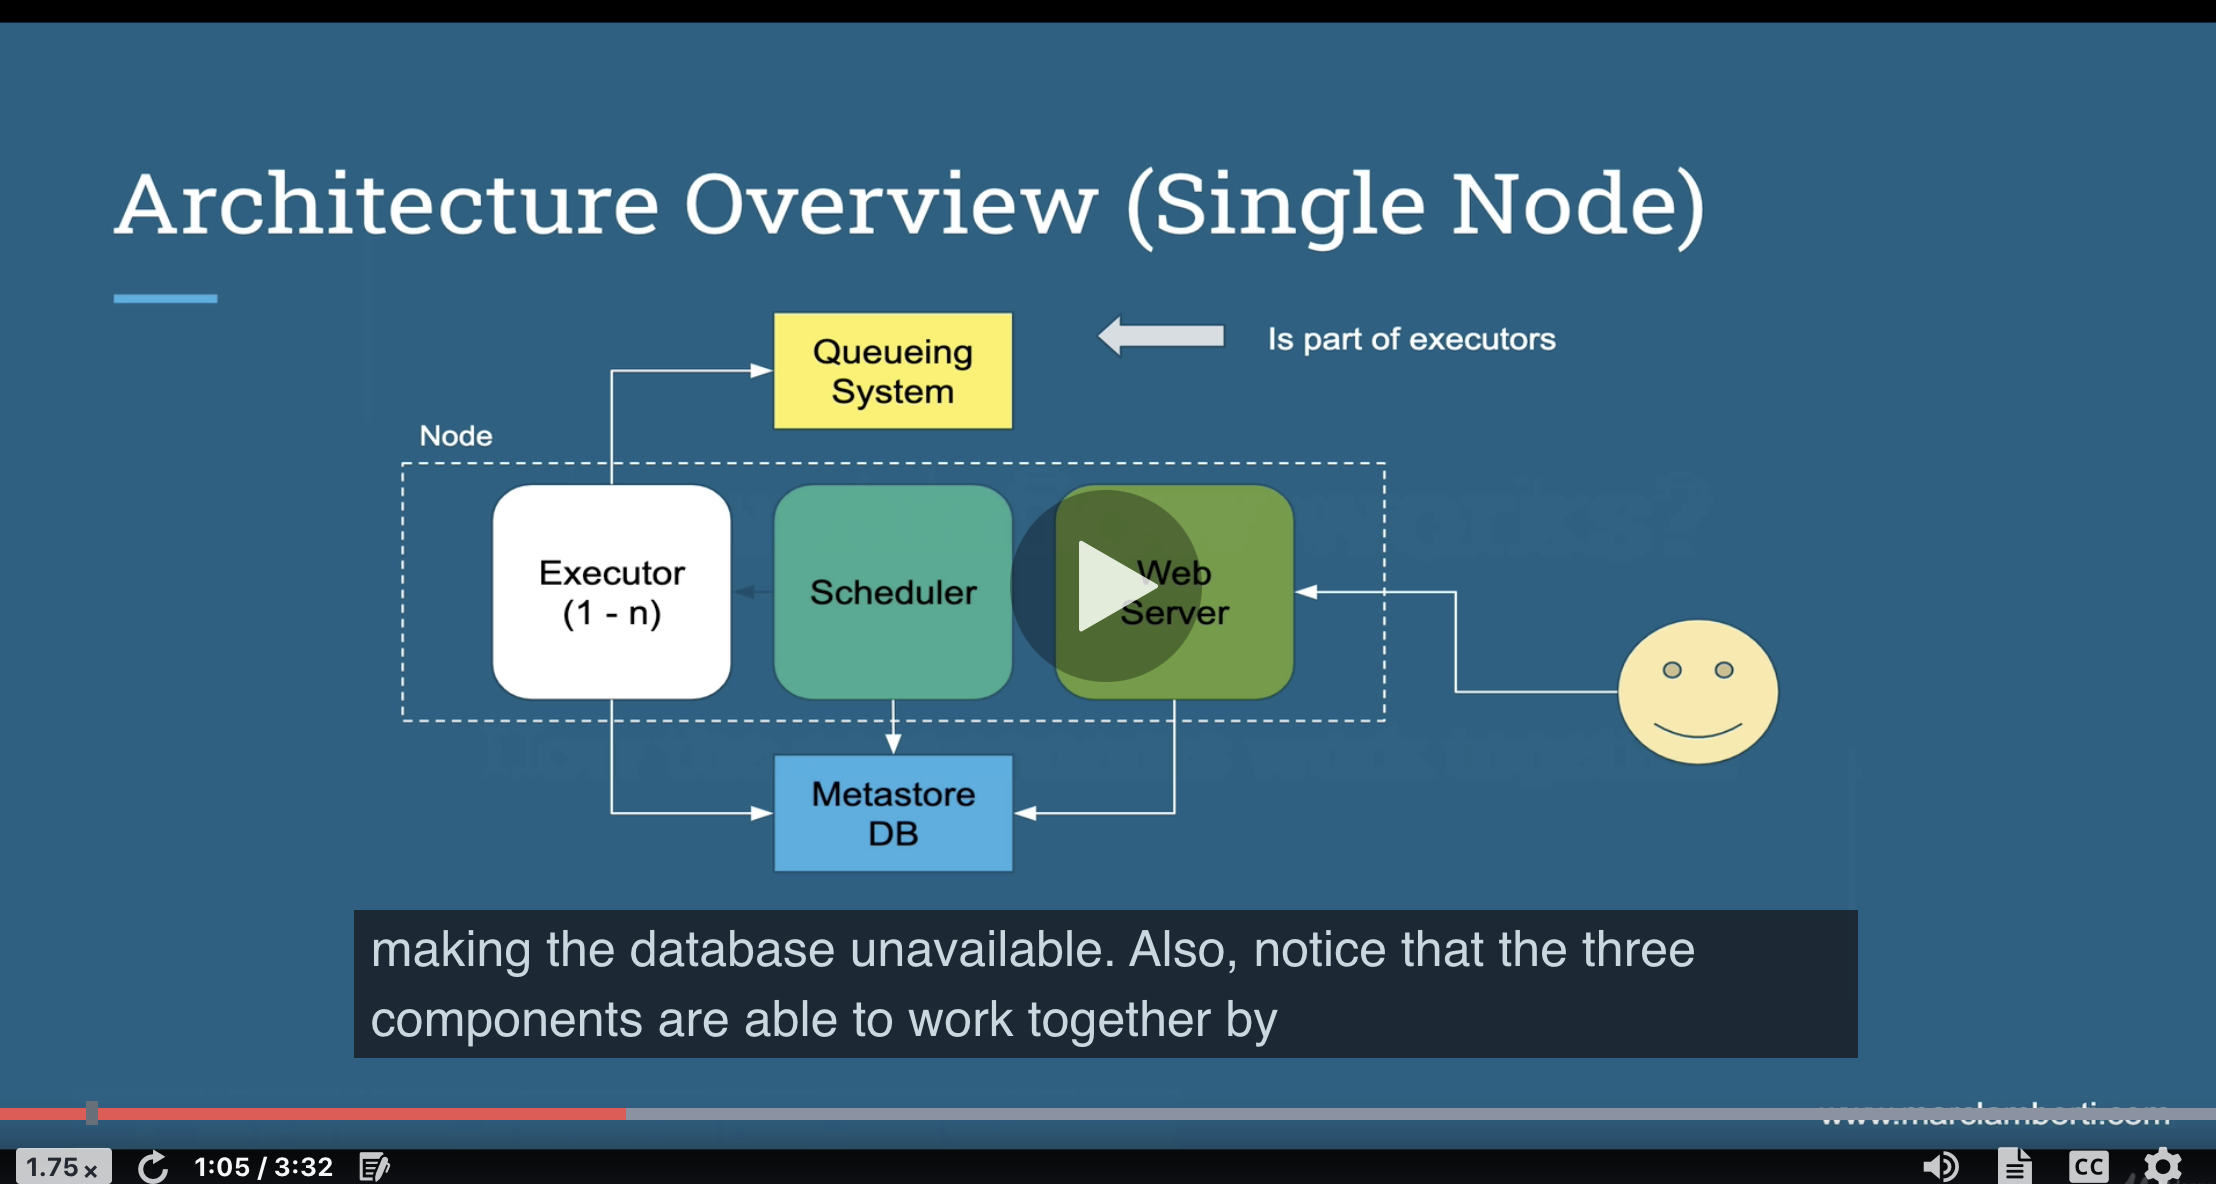 Architecture Overview (Single Node)
Queueing
System
Is part of executors
Node
Executor
(1 - n)
Scheduler
Web
Server
Metastore
DB
making the database unavailable. Also, notice that the three
components are able to work together by
www.marclamberti.com
1.75 x
1:05 / 3:32
CC